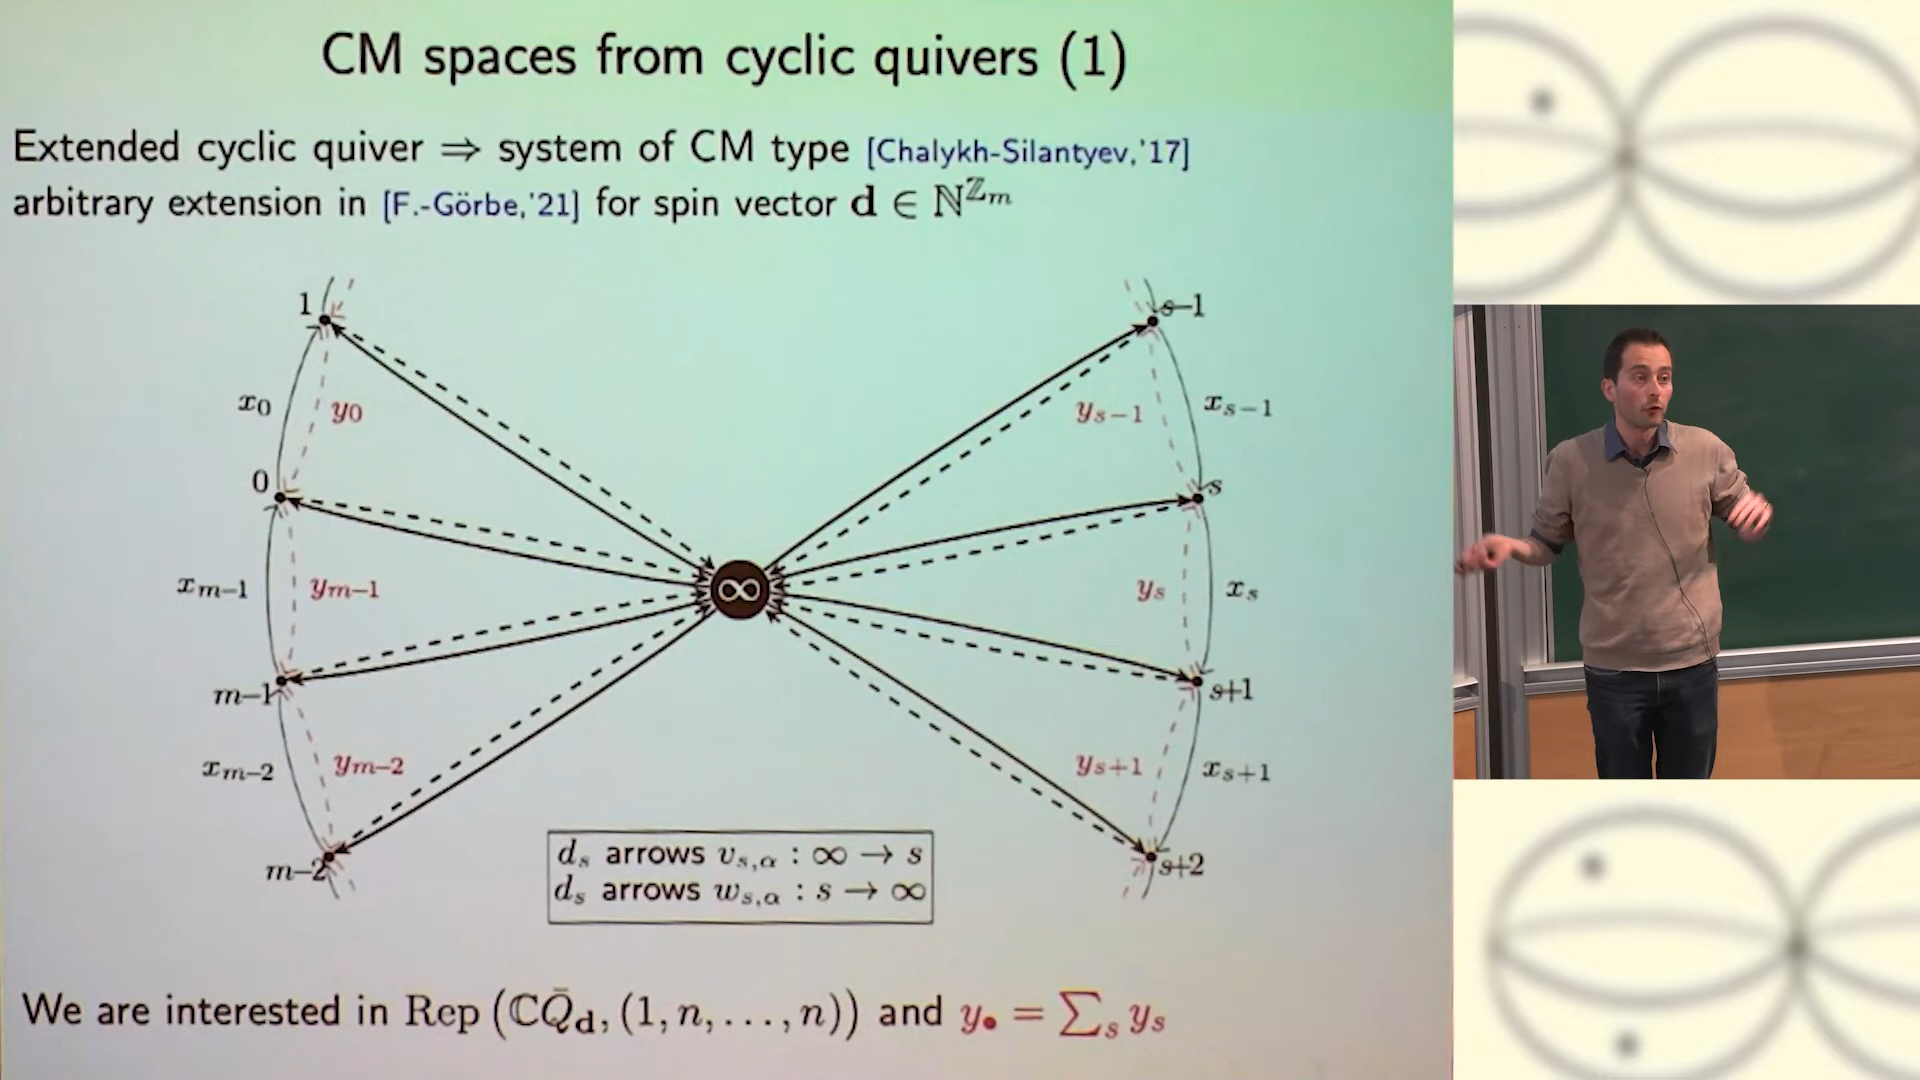 CM spaces from cyclic quivers (1)
Extended cyclic quiver ⇒ system of CM type [Chalykh-Silantyev,'17]
arbitrary extension in [F.-Görbe,'21] for spin vector d ∈ ℕ^{ℤ_m}
1
s–1
x_0
y_0
y_{s–1}
x_{s–1}
0
s
x_{m–1}
y_{m–1}
∞
y_s
x_s
m–1
s+1
x_{m–2}
y_{m–2}
y_{s+1}
x_{s+1}
m–2
s+2
d_s arrows v_{s,α} : ∞ → s
d_s arrows w_{s,α} : s → ∞
We are interested in Rep (ℂQ̄_d, (1, n, . . . , n)) and y_• = ∑_s y_s